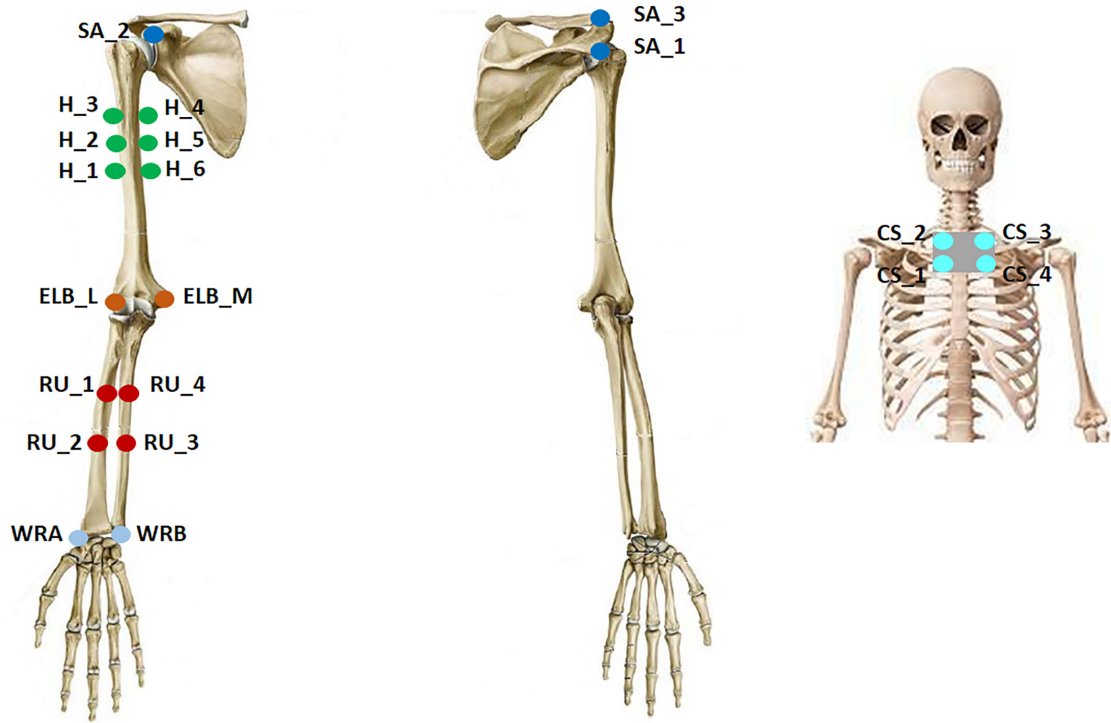 SA_2
H_3 H_4
H_2 H_5
H_1 H_6
ELB_L ELB_M
RU_1 RU_4
RU_2 RU_3
WRA WRB
SA_3
SA_1
CS_2 CS_3
CS_1 CS_4